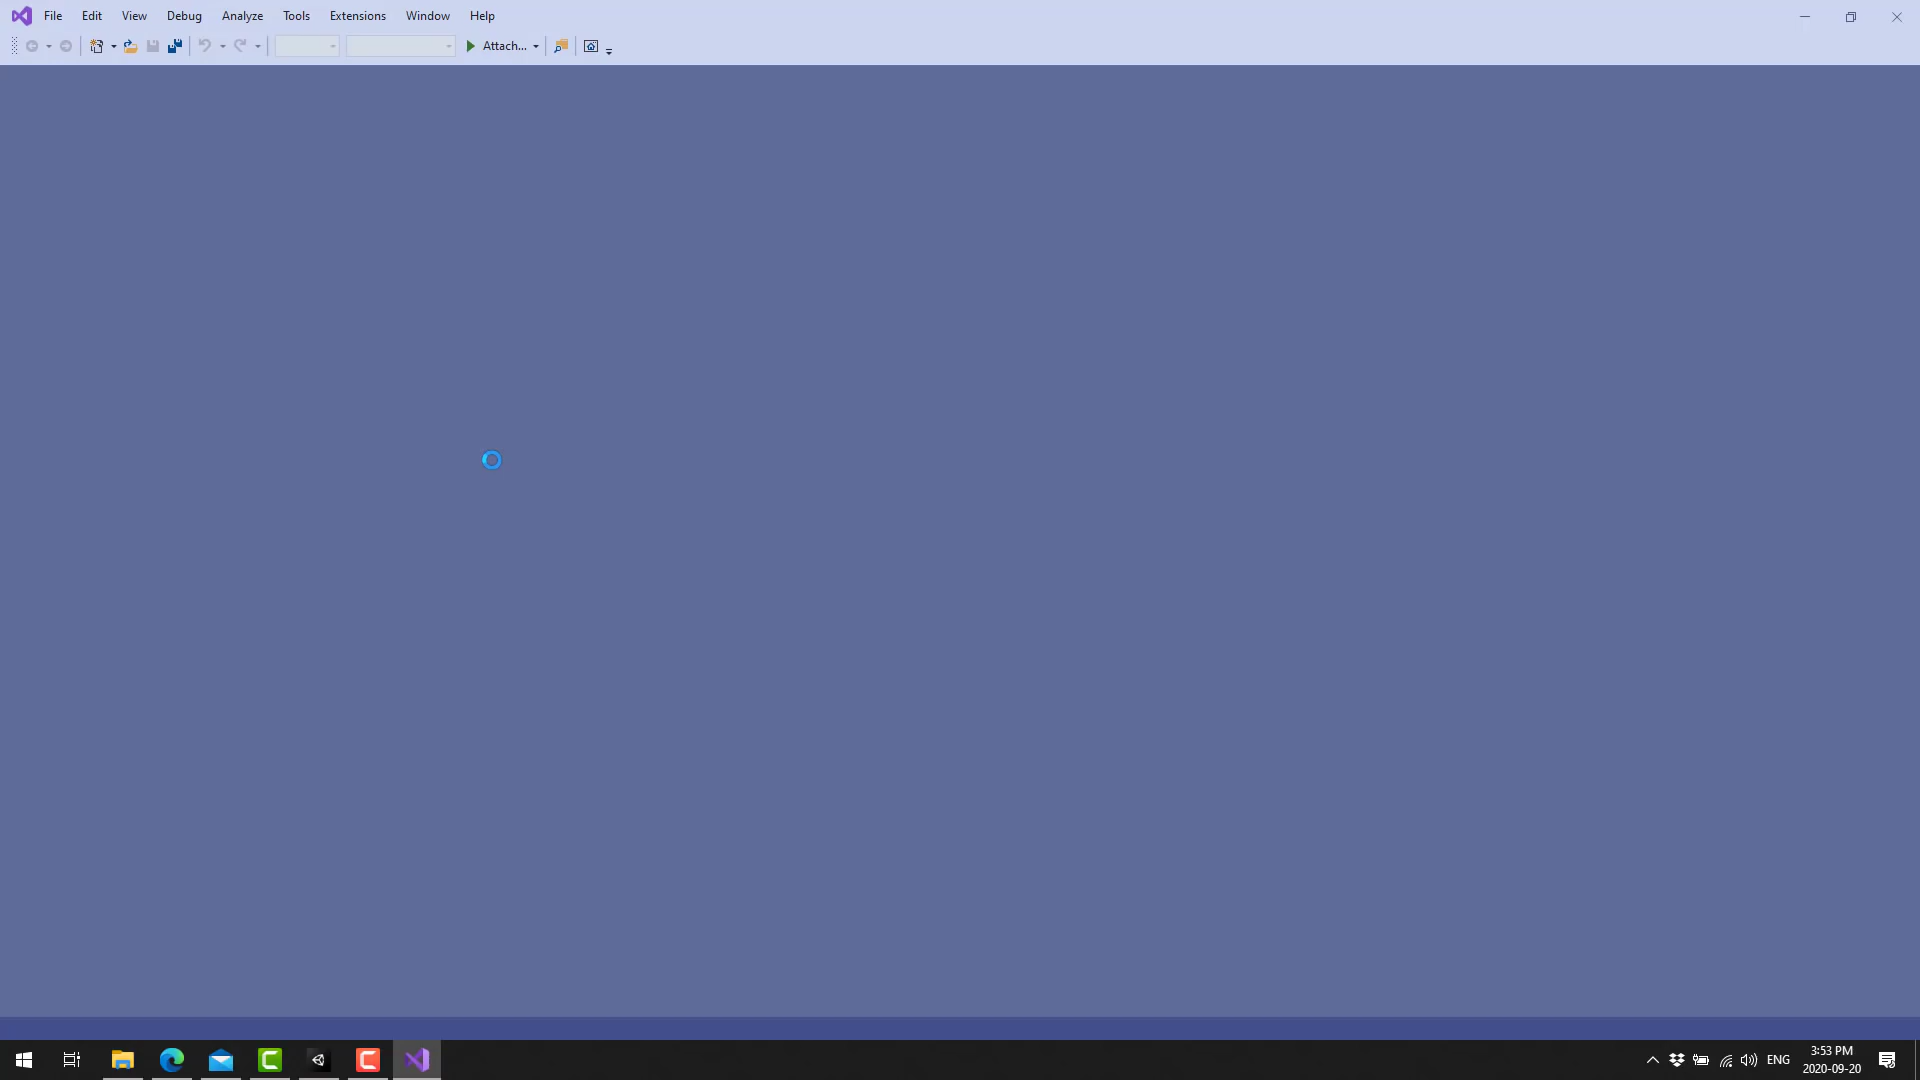 File Edit View Debug Analyze Tools Extensions Window Help
Attach...
ENG
3:53 PM
2020-09-20